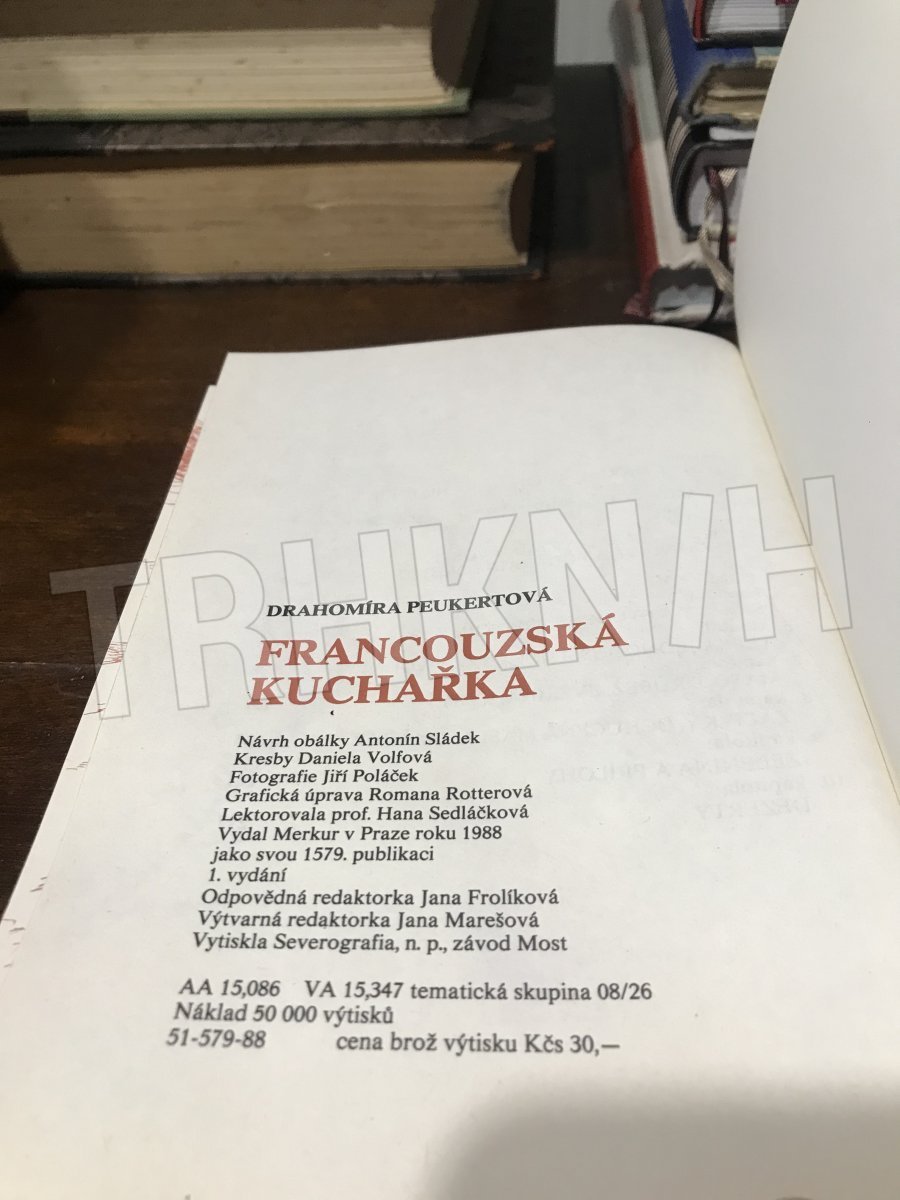 TRHKNIH
DRAHOMÍRA PEUKERTOVÁ
FRANCOUZSKÁ
KUCHAŘKA
Návrh obálky Antonín Sládek
Kresby Daniela Volfová
Fotografie Jiří Poláček
Grafická úprava Romana Rotterová
Lektorovala prof. Hana Sedláčková
Vydal Merkur v Praze roku 1988
jako svou 1579. publikaci
1. vydání
Odpovědná redaktorka Jana Frolíková
Výtvarná redaktorka Jana Marešová
Vytiskla Severografia, n. p., závod Most
AA 15,086 VA 15,347 tematická skupina 08/26
Náklad 50 000 výtisků
51-579-88 cena brož výtisku Kčs 30,—